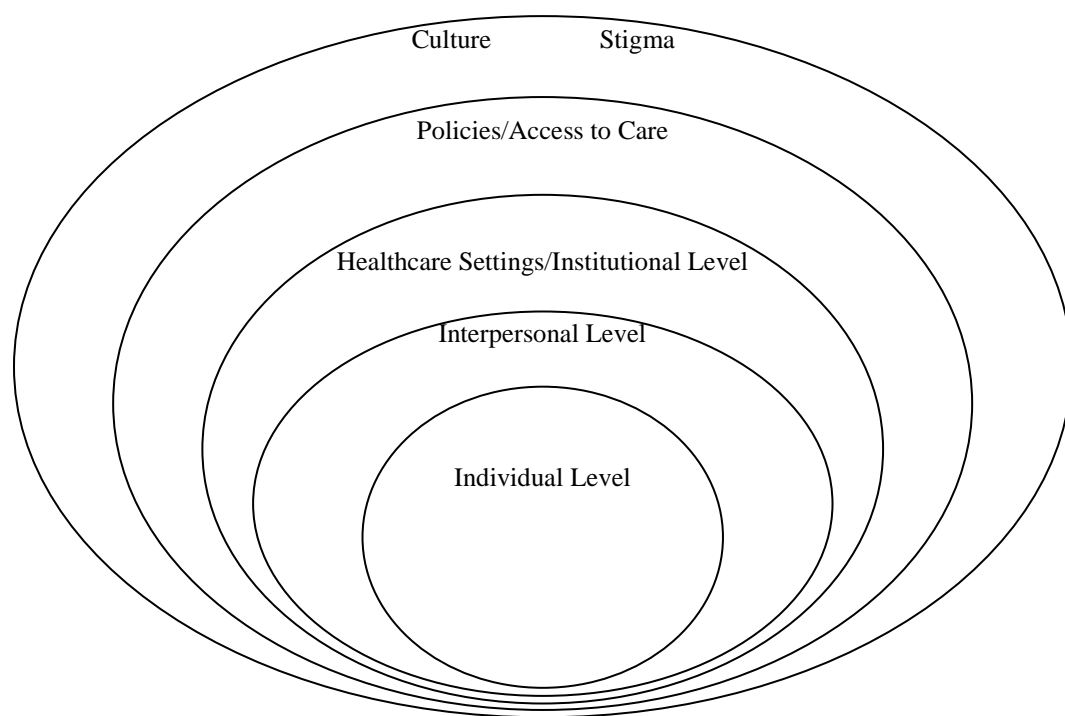 Culture Stigma
Policies/Access to Care
Healthcare Settings/Institutional Level
Interpersonal Level
Individual Level